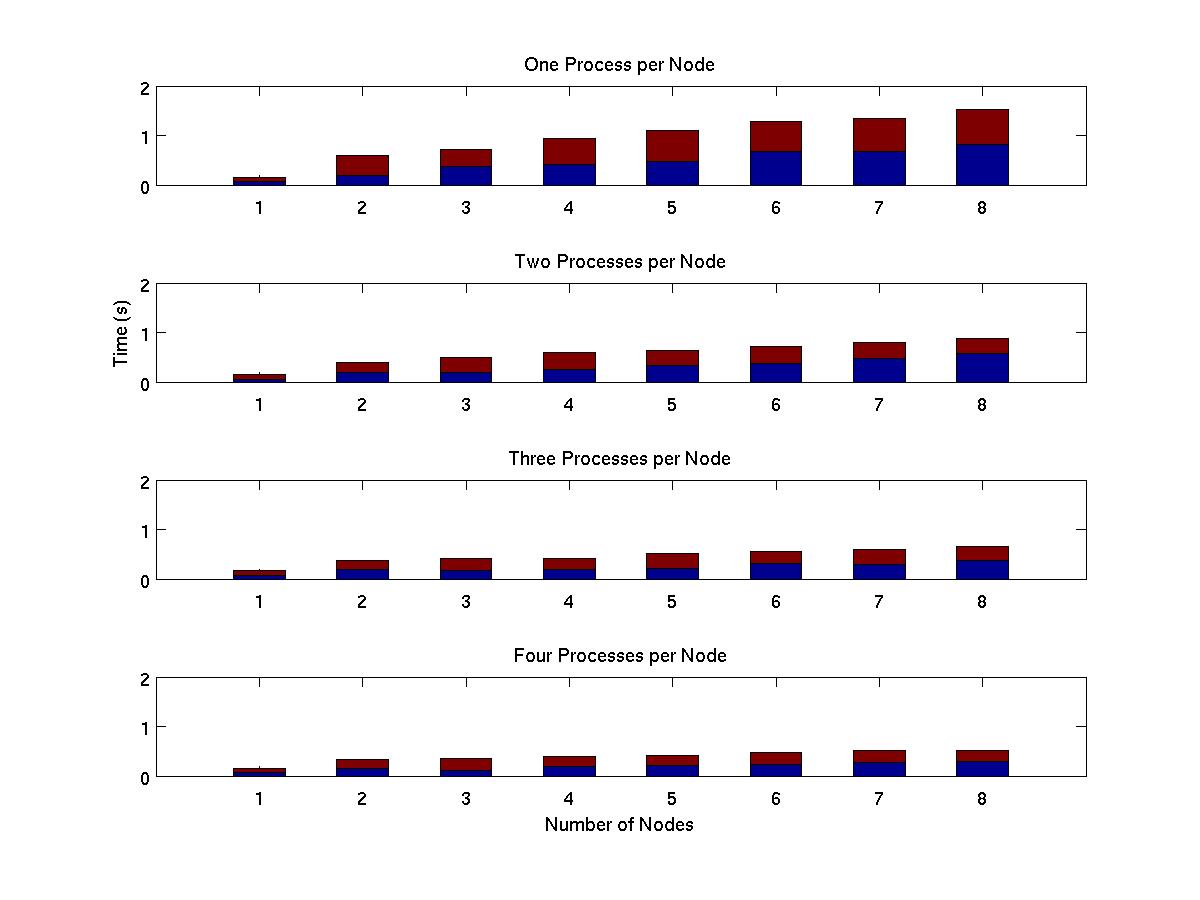 One Process per Node
2
1
0
1 2 3 4 5 6 7 8
Two Processes per Node
2
1
0
1 2 3 4 5 6 7 8
Time (s)
Three Processes per Node
2
1
0
1 2 3 4 5 6 7 8
Four Processes per Node
2
1
0
1 2 3 4 5 6 7 8
Number of Nodes